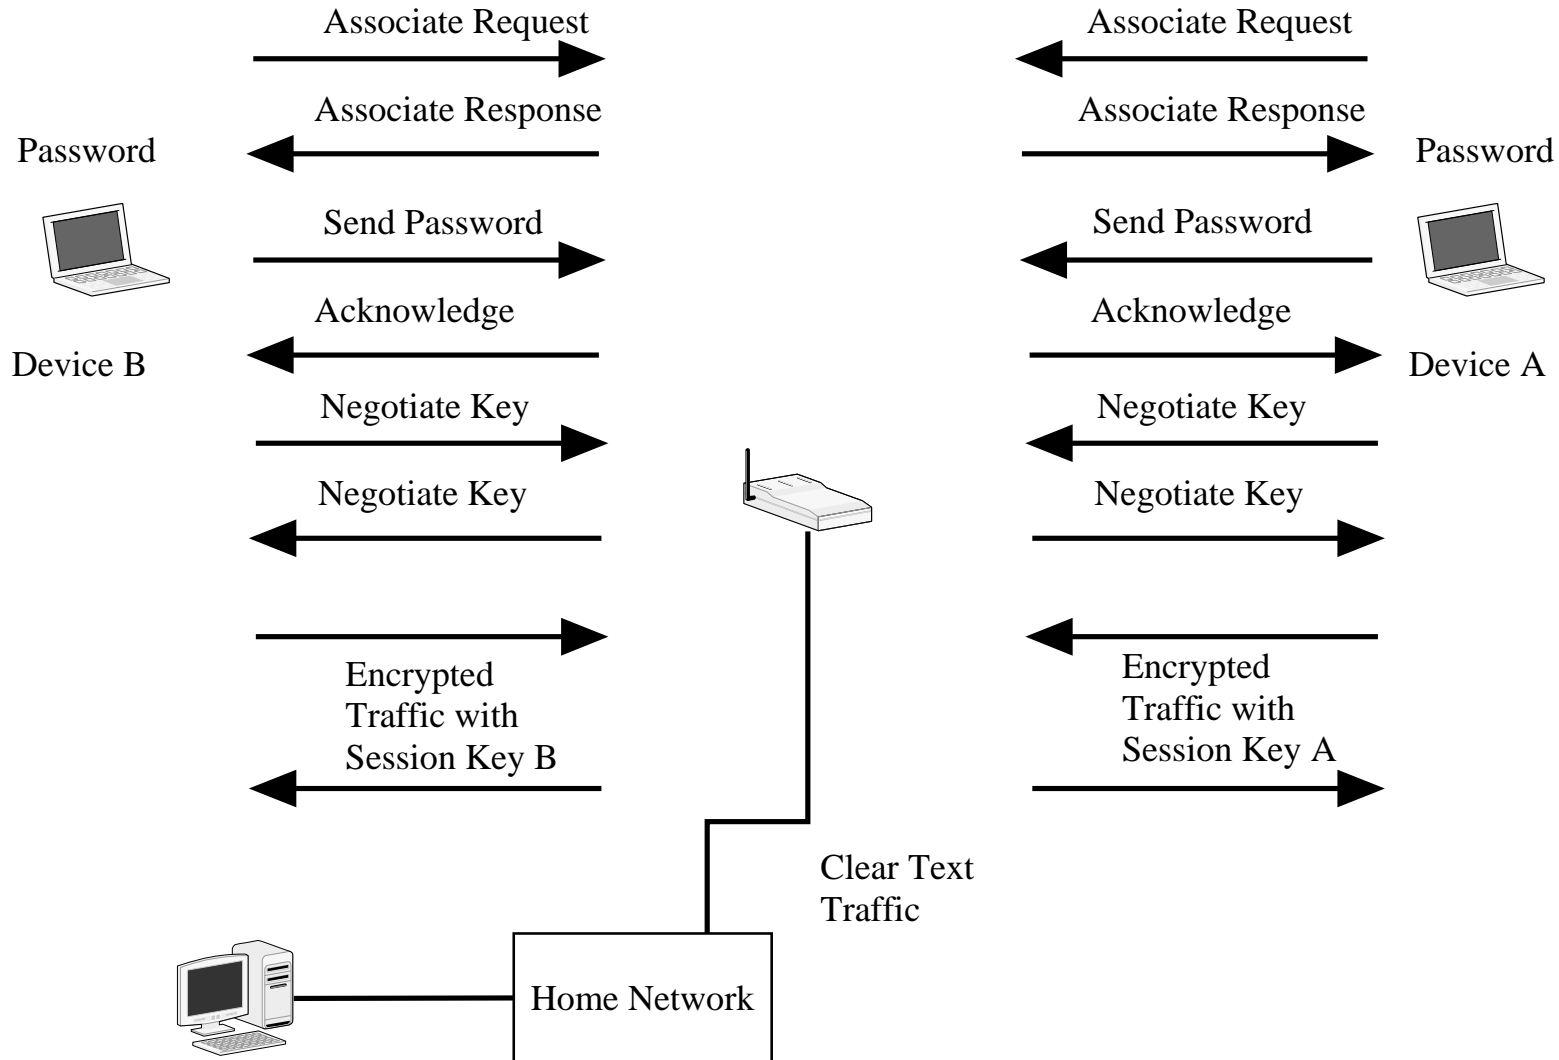 Associate Request
Associate Request
Associate Response
Associate Response
Password
Password
Send Password
Send Password
Acknowledge
Acknowledge
Device B
Device A
Negotiate Key
Negotiate Key
Negotiate Key
Negotiate Key
Encrypted
Traffic with
Session Key B
Encrypted
Traffic with
Session Key A
Clear Text
Traffic
Home Network